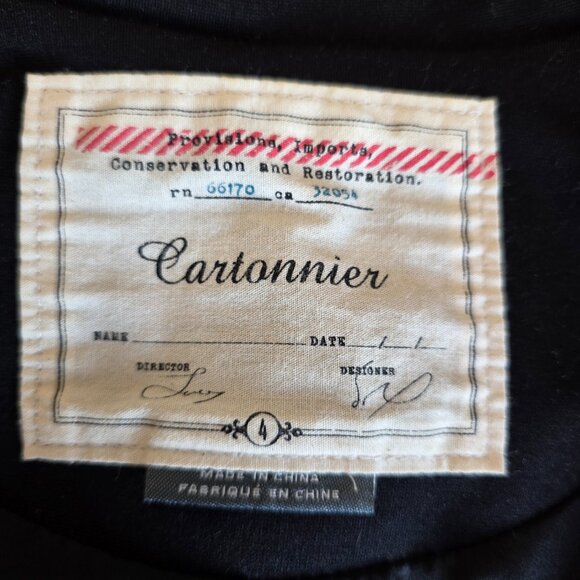 Provisions, Imports,
Conservation and Restoration.
rn 66170 ca 32054
Cartonnier
NAME DATE / /
DIRECTOR DESIGNER
4
MADE IN CHINA
FABRIQUÉ EN CHINE